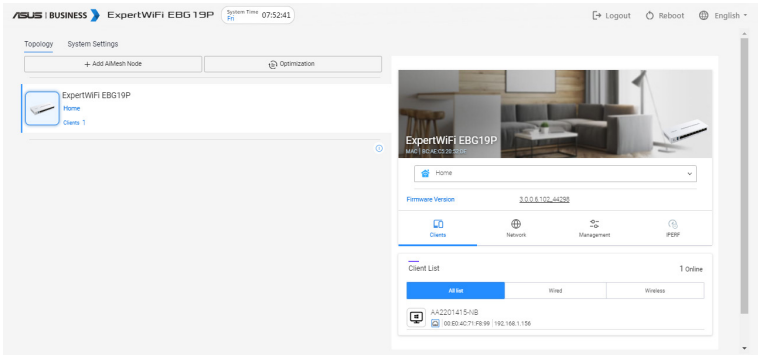 ASUS | BUSINESS ExpertWiFi EBG19P System Time Fri 07:52:41 Logout Reboot English
Topology System Settings
+ Add AiMesh Node Optimization
ExpertWiFi EBG19P
Home
Clients 1
ExpertWiFi EBG19P
Home
Firmware Version 3.0.0.6.102_44298
Clients Network Management IPERF
Client List 1 Online
All list Wired Wireless
AA2201415-NB
00:E0:4C:71:F8:99 192.168.1.156